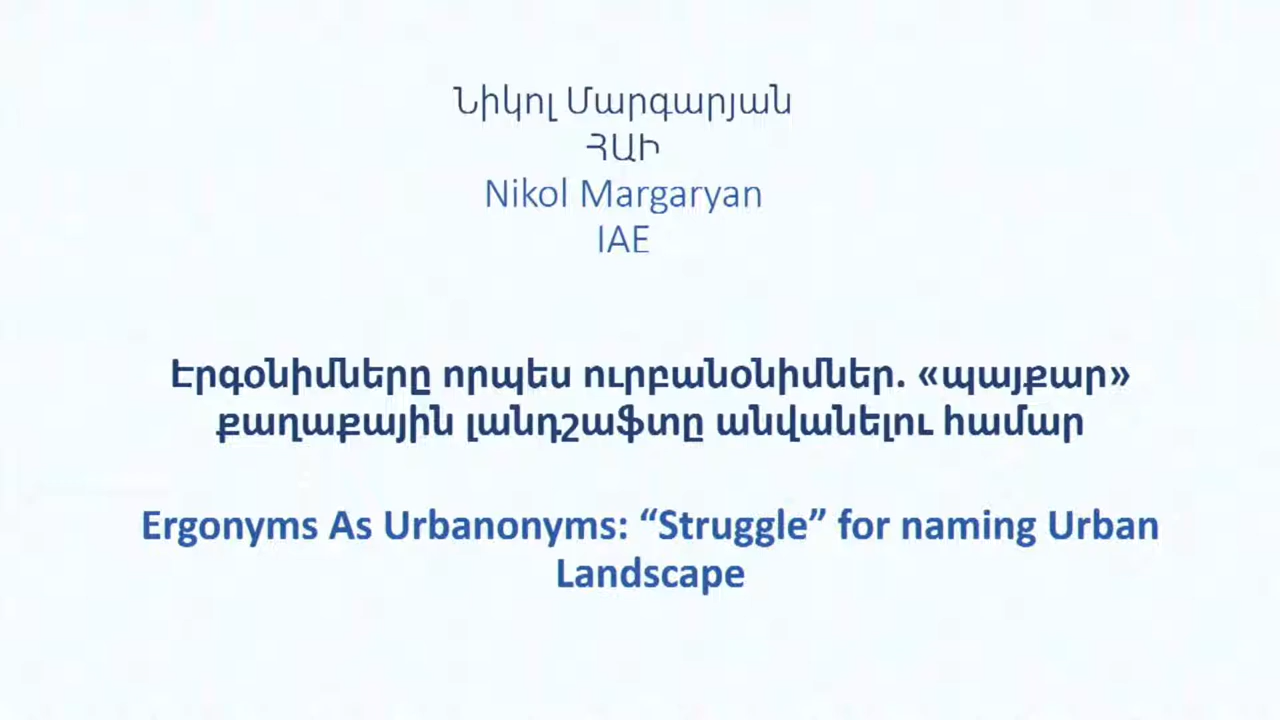 Նիկոլ Մարգարյան
ՀԱԻ
Nikol Margaryan
IAE
Էրգօնիմները որպես ուրբանօնիմներ. «պայքար»
քաղաքային լանդշաֆտը անվանելու համար
Ergonyms As Urbanonyms: “Struggle” for naming Urban
Landscape